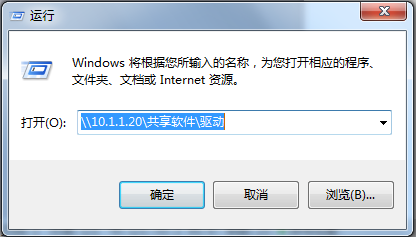 运行
Windows 将根据您所输入的名称，为您打开相应的程序、
文件夹、文档或 Internet 资源。
打开(O): \\10.1.1.20\共享软件\驱动
确定 取消 浏览(B)...